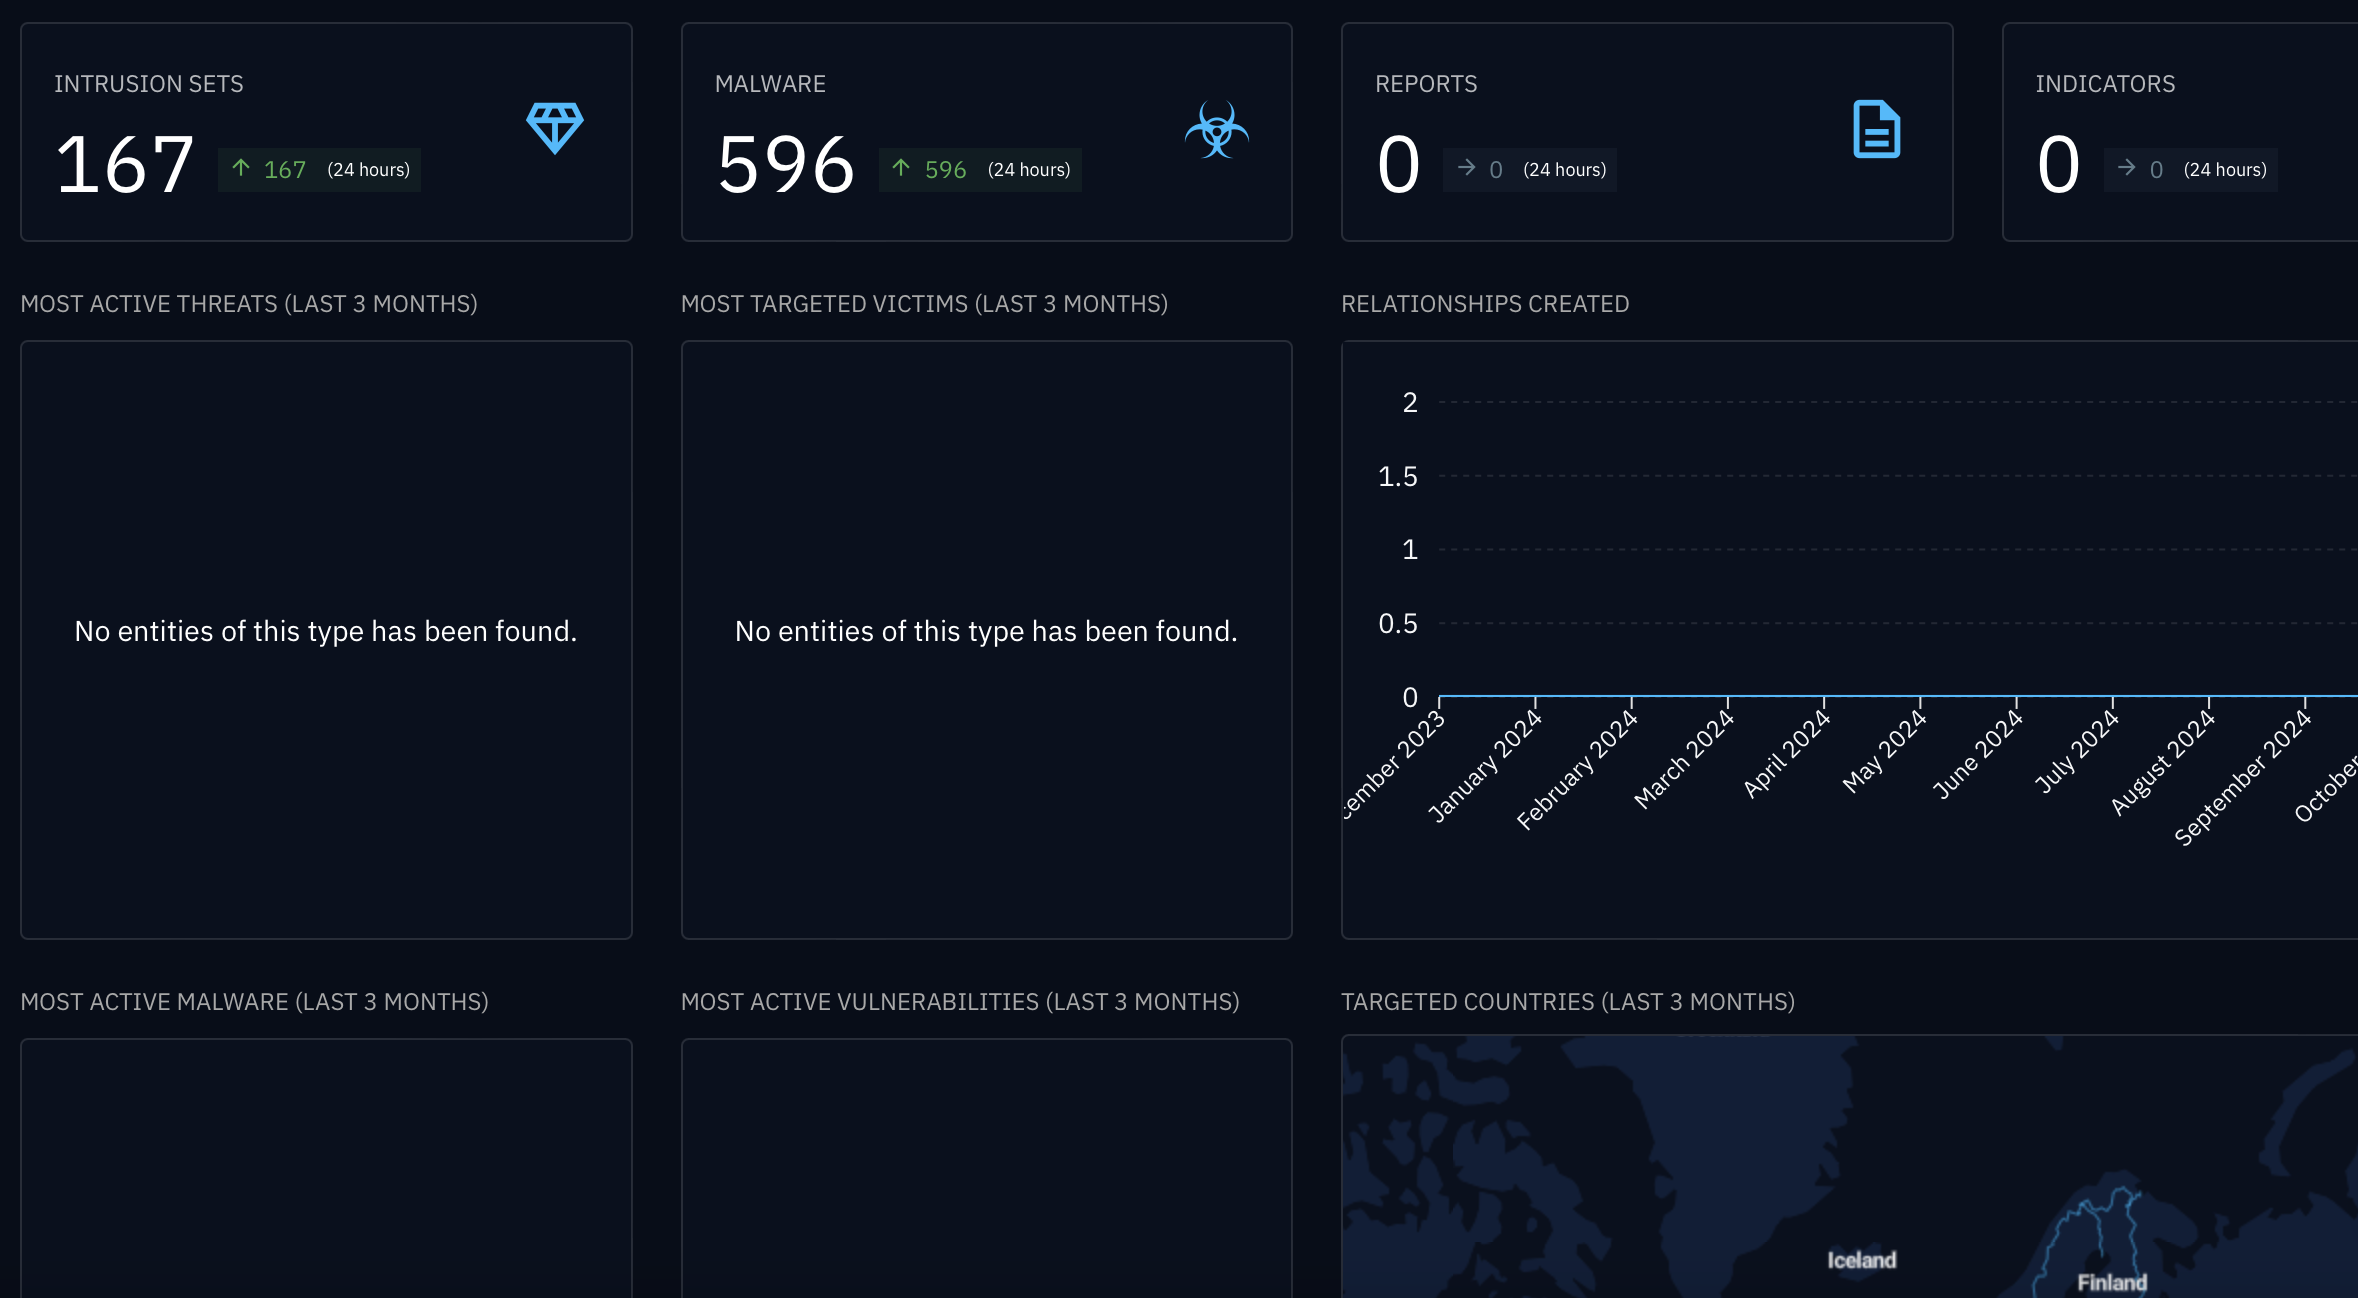 INTRUSION SETS
167 ↑ 167 (24 hours)
MALWARE
596 ↑ 596 (24 hours)
REPORTS
0 → 0 (24 hours)
INDICATORS
0 → 0 (24 hours)
MOST ACTIVE THREATS (LAST 3 MONTHS)
No entities of this type has been found.
MOST TARGETED VICTIMS (LAST 3 MONTHS)
No entities of this type has been found.
RELATIONSHIPS CREATED
2
1.5
1
0.5
0
cember 2023
January 2024
February 2024
March 2024
April 2024
May 2024
June 2024
July 2024
August 2024
September 2024
October
MOST ACTIVE MALWARE (LAST 3 MONTHS)
MOST ACTIVE VULNERABILITIES (LAST 3 MONTHS)
TARGETED COUNTRIES (LAST 3 MONTHS)
Iceland
Finland